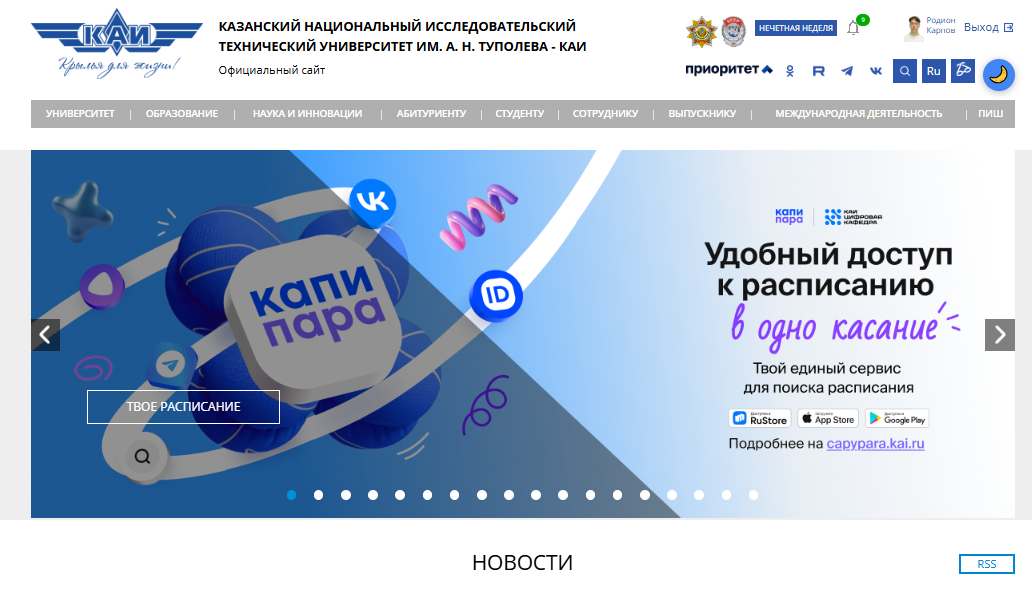 КАИ
Крылья для жизни!
КАЗАНСКИЙ НАЦИОНАЛЬНЫЙ ИССЛЕДОВАТЕЛЬСКИЙ
ТЕХНИЧЕСКИЙ УНИВЕРСИТЕТ ИМ. А. Н. ТУПОЛЕВА - КАИ
Официальный сайт
НЕЧЕТНАЯ НЕДЕЛЯ
9
Родион
Карпов
Выход
приоритет
Ru
УНИВЕРСИТЕТ
ОБРАЗОВАНИЕ
НАУКА И ИННОВАЦИИ
АБИТУРИЕНТУ
СТУДЕНТУ
СОТРУДНИКУ
ВЫПУСКНИКУ
МЕЖДУНАРОДНАЯ ДЕЯТЕЛЬНОСТЬ
ПИШ
капи
пара
ID
ТВОЕ РАСПИСАНИЕ
капи
пара
КАИ
ЦИФРОВАЯ
КАФЕДРА
Удобный доступ
к расписанию
в одно касание
Твой единый сервис
для поиска расписания
Доступно в
RuStore
Загрузите в
App Store
Доступно в
Google Play
Подробнее на capypara.kai.ru
НОВОСТИ
RSS